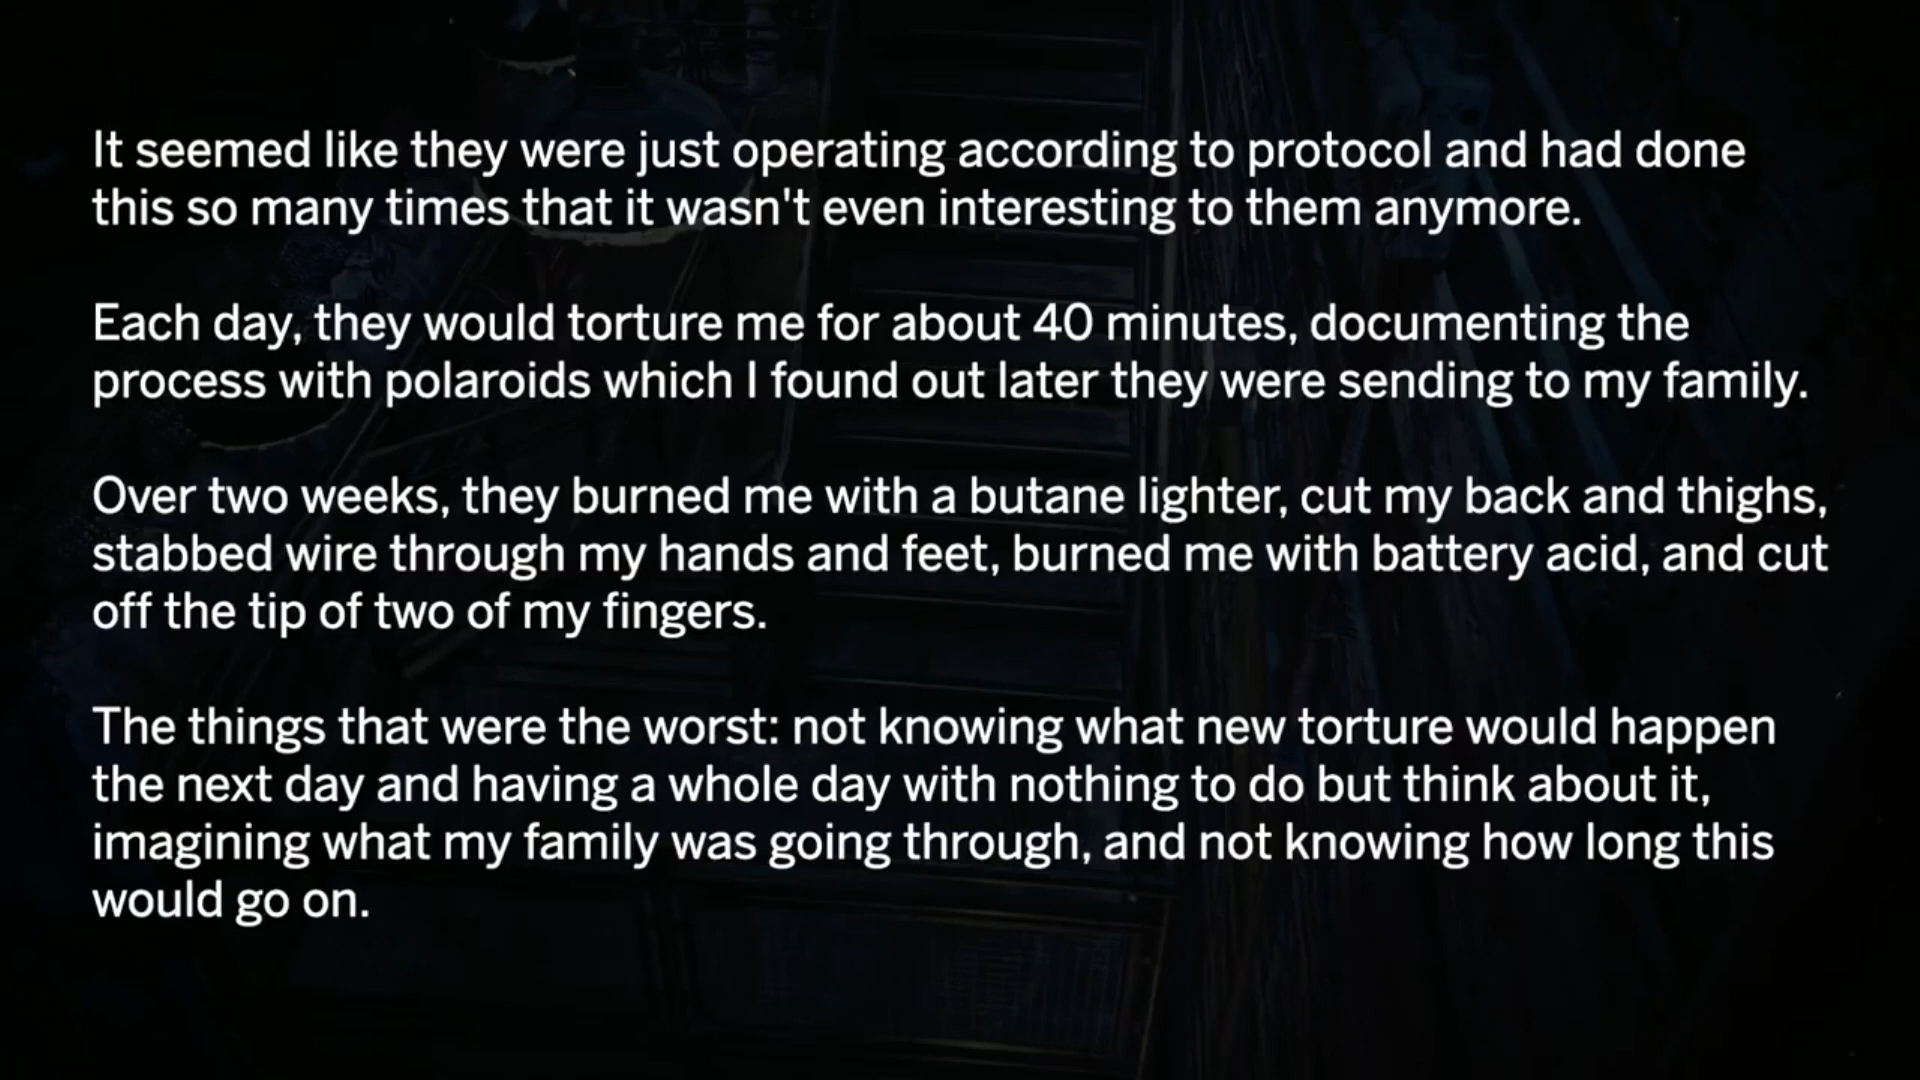 It seemed like they were just operating according to protocol and had done
this so many times that it wasn't even interesting to them anymore.
Each day, they would torture me for about 40 minutes, documenting the
process with polaroids which I found out later they were sending to my family.
Over two weeks, they burned me with a butane lighter, cut my back and thighs,
stabbed wire through my hands and feet, burned me with battery acid, and cut
off the tip of two of my fingers.
The things that were the worst: not knowing what new torture would happen
the next day and having a whole day with nothing to do but think about it,
imagining what my family was going through, and not knowing how long this
would go on.